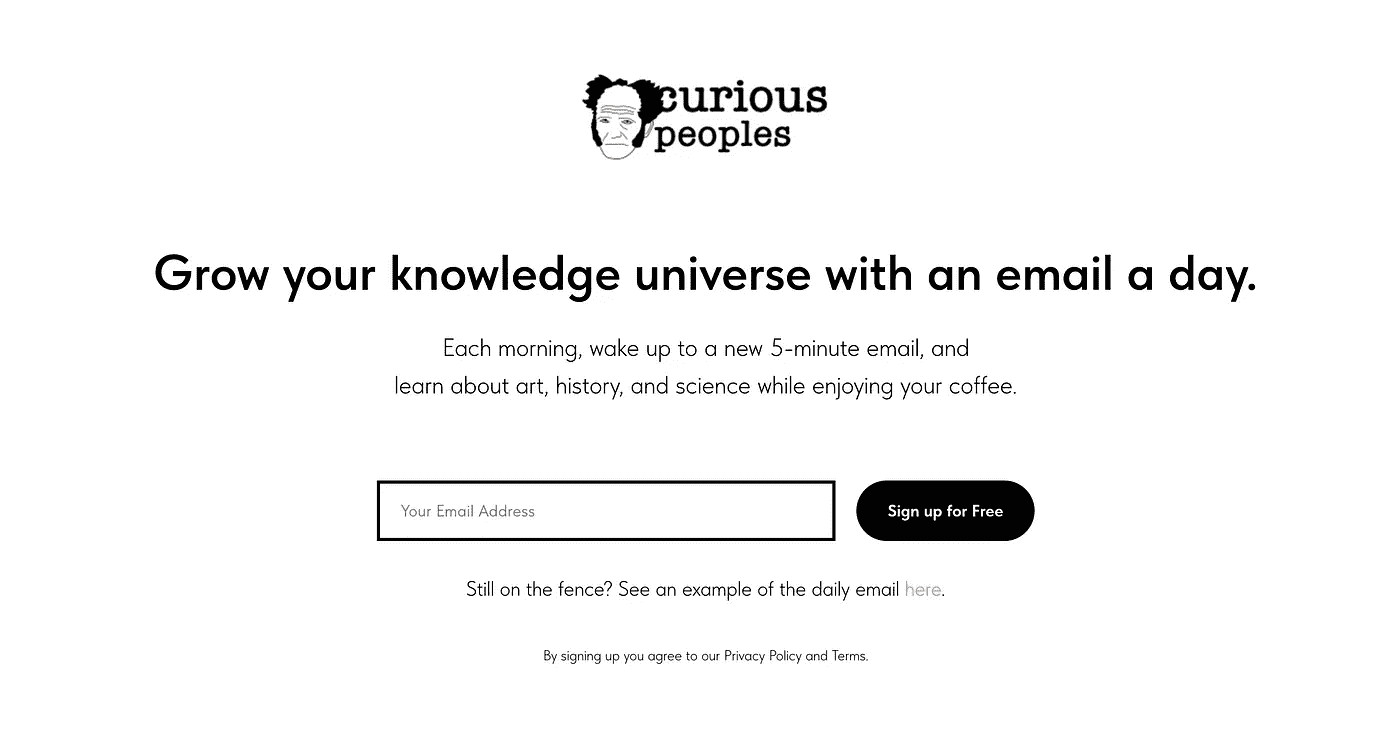 curious
peoples
Grow your knowledge universe with an email a day.
Each morning, wake up to a new 5-minute email, and
learn about art, history, and science while enjoying your coffee.
Your Email Address
Sign up for Free
Still on the fence? See an example of the daily email here.
By signing up you agree to our Privacy Policy and Terms.